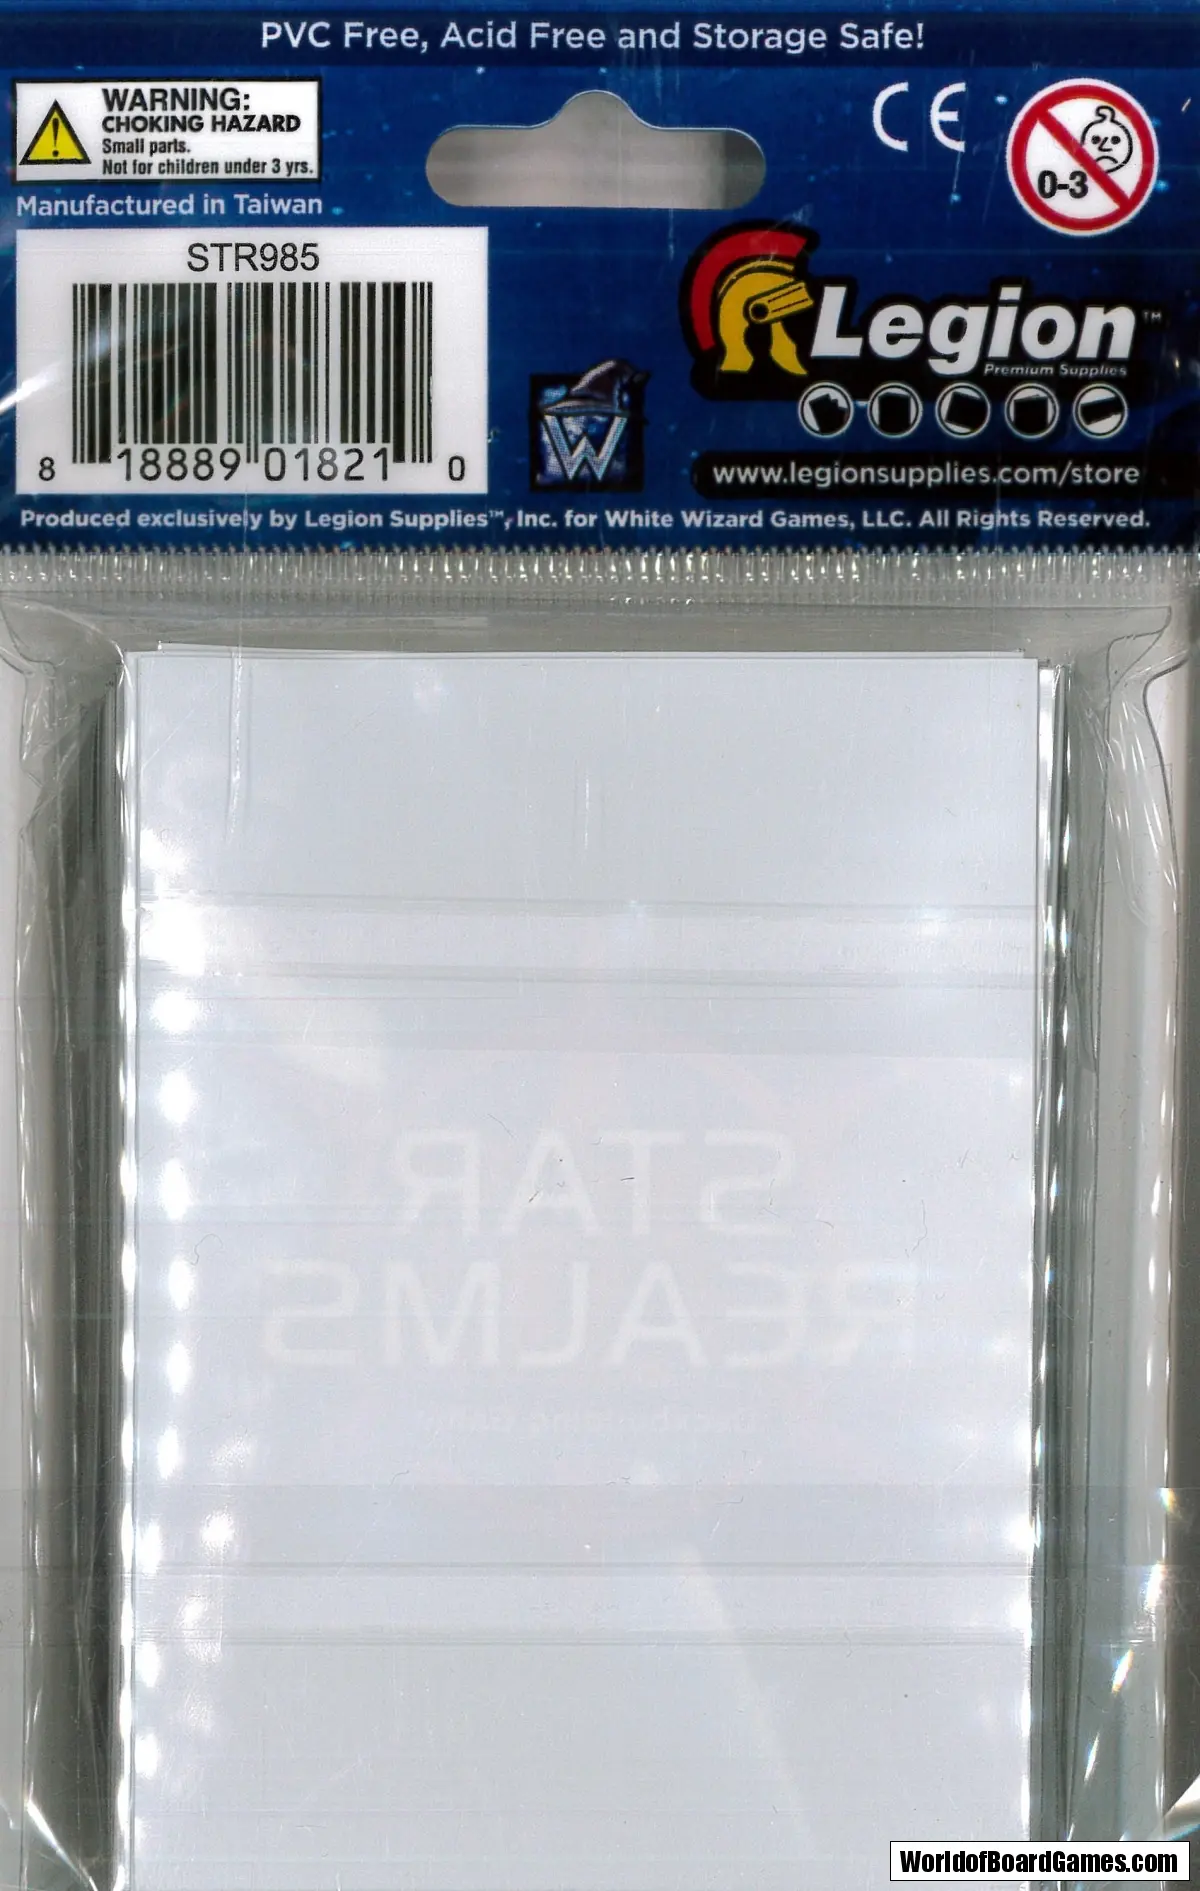 PVC Free, Acid Free and Storage Safe!
WARNING:
CHOKING HAZARD
Small parts.
Not for children under 3 yrs.
CE
0-3
Manufactured in Taiwan
STR985
8 18889 01821 0
W
Legion™
Premium Supplies
www.legionsupplies.com/store
Produced exclusively by Legion Supplies™, Inc. for White Wizard Games, LLC. All Rights Reserved.
STAR
REALMS
WorldofBoardGames.com